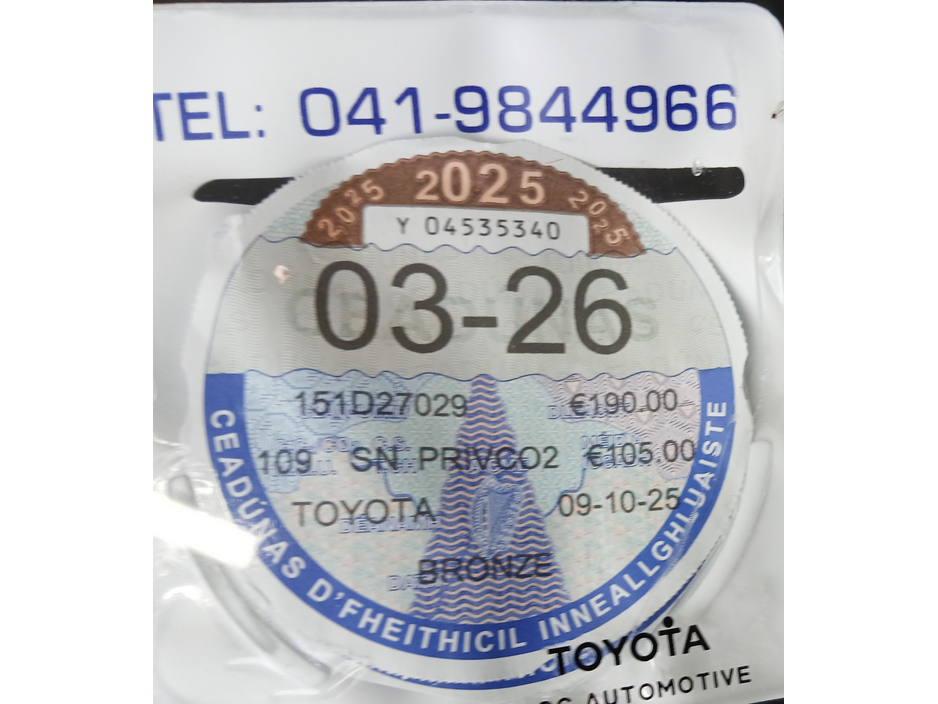 TEL: 041-9844966
2025 2025 2025
Y 04535340
03-26
151D27029 €190.00
109 SN PRIVCO2 €105.00
TOYOTA 09-10-25
BRONZE
CEADÚNAS D'FHEITHICIL INNEALLGHLUAISTE
TOYOTA
AUTOMOTIVE